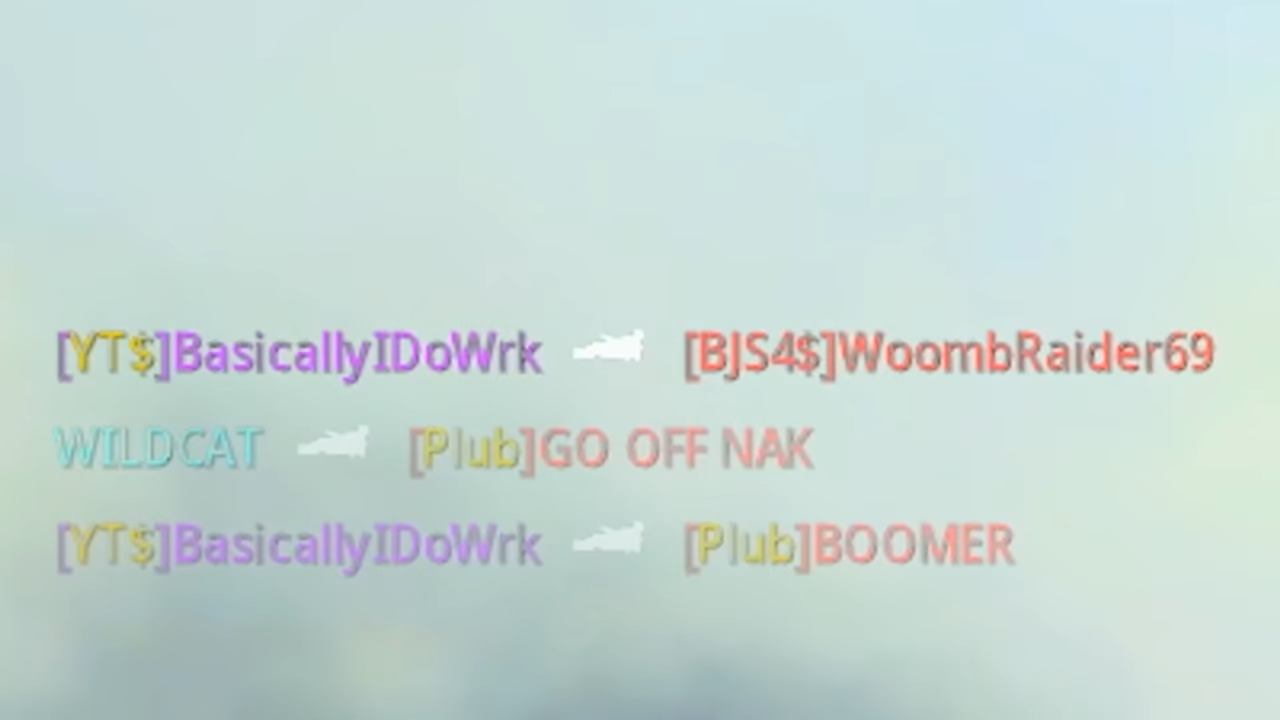 [YT$]BasicallyIDoWrk [BJS4$]WoombRaider69
WILDCAT [Plub]GO OFF NAK
[YT$]BasicallyIDoWrk [Plub]BOOMER